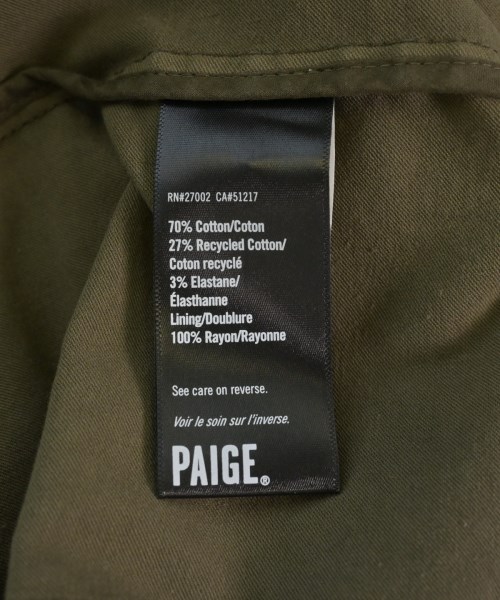 RN#27002 CA#51217
70% Cotton/Coton
27% Recycled Cotton/
Coton recyclé
3% Elastane/
Élasthanne
Lining/Doublure
100% Rayon/Rayonne
See care on reverse.
Voir le soin sur l'inverse.
PAIGE®